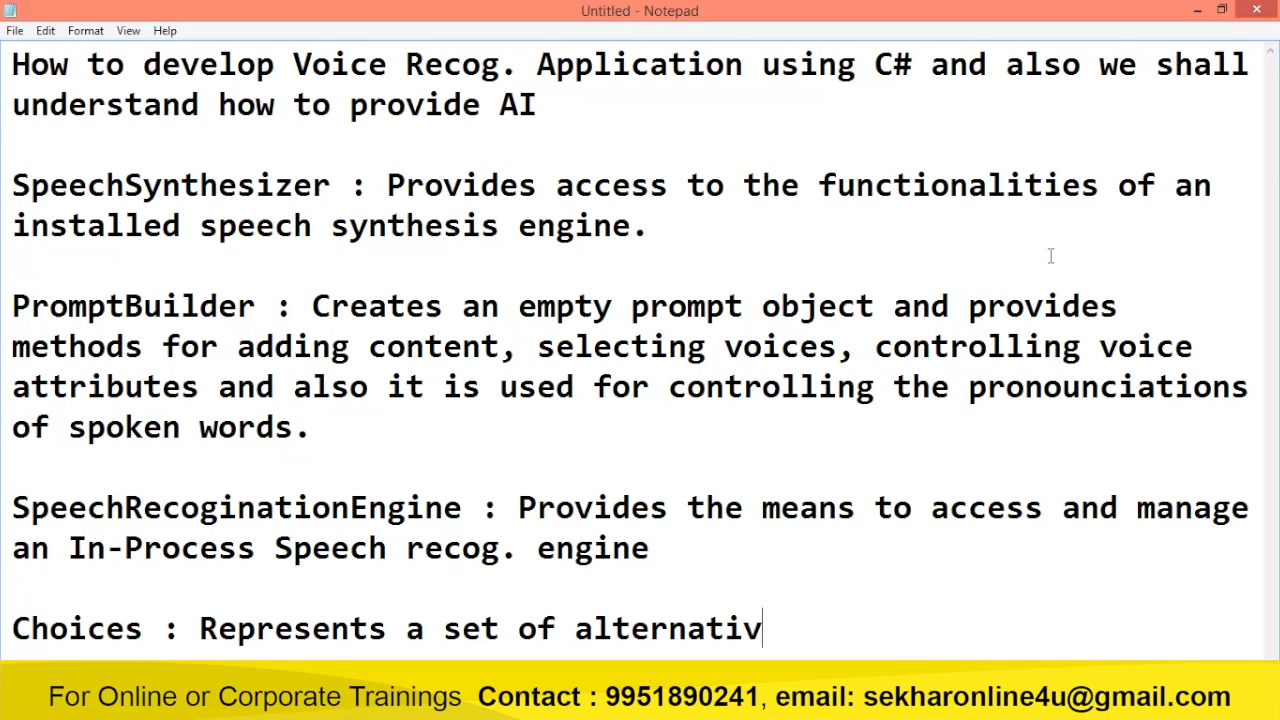 Untitled - Notepad
File Edit Format View Help
How to develop Voice Recog. Application using C# and also we shall
understand how to provide AI
SpeechSynthesizer : Provides access to the functionalities of an
installed speech synthesis engine.
PromptBuilder : Creates an empty prompt object and provides
methods for adding content, selecting voices, controlling voice
attributes and also it is used for controlling the pronounciations
of spoken words.
SpeechRecoginationEngine : Provides the means to access and manage
an In-Process Speech recog. engine
Choices : Represents a set of alternativ
For Online or Corporate Trainings Contact : 9951890241, email: sekharonline4u@gmail.com